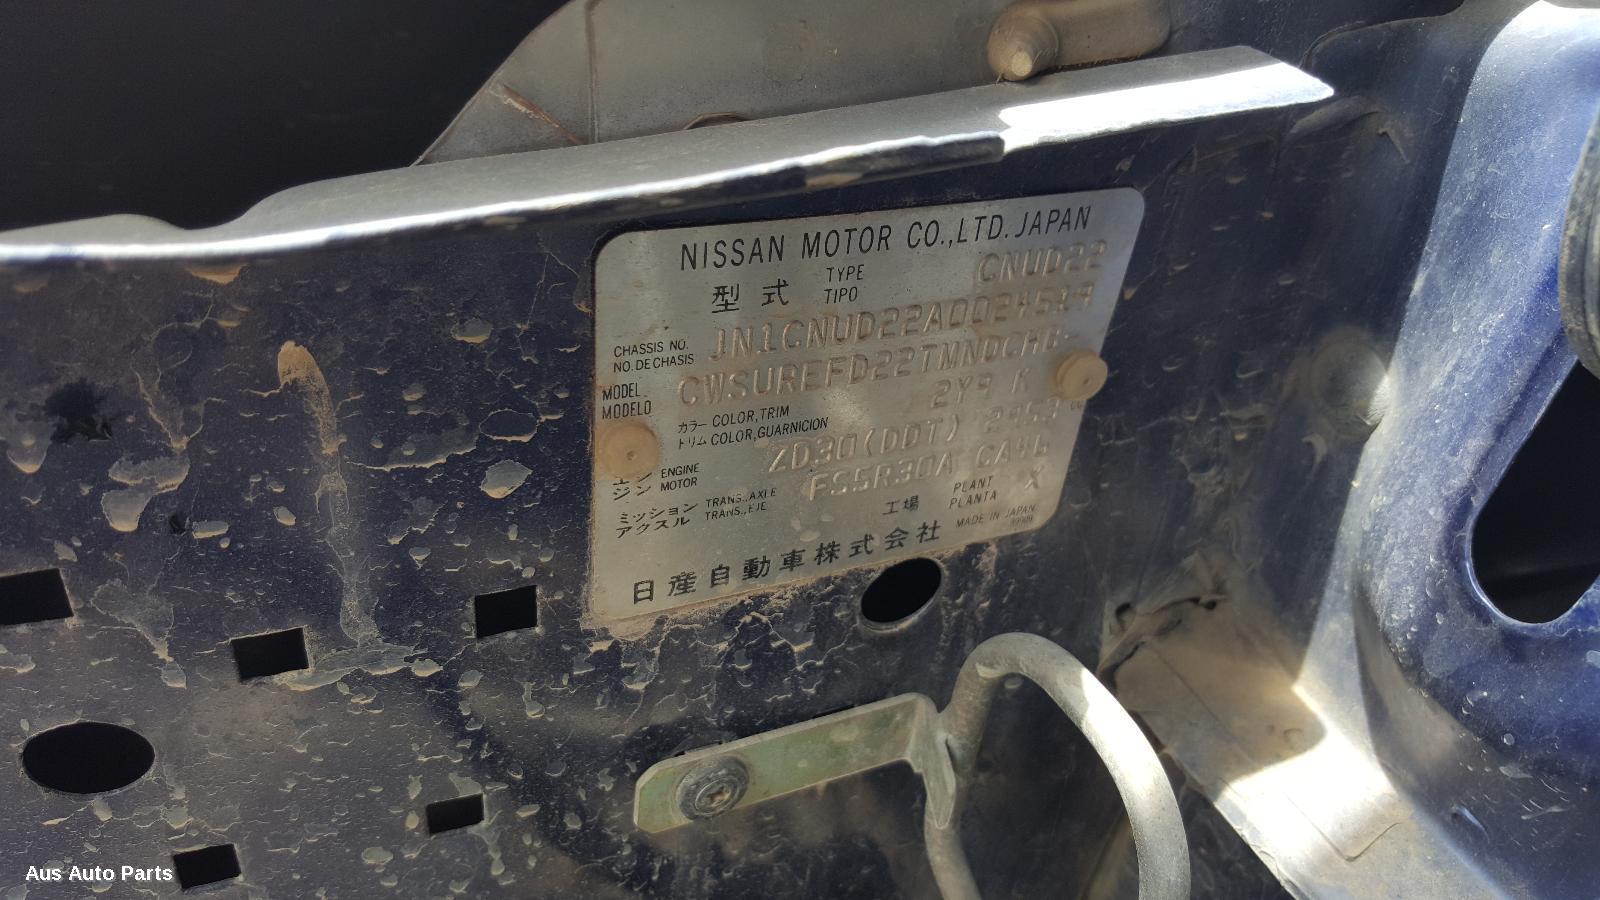 NISSAN MOTOR CO.,LTD. JAPAN
型式 TYPE TIPO CNUD22
CHASSIS NO. NO. DE CHASIS JN1CNUD22A0024519
MODEL MODELO CWSUREFD22TMNDCHB-
カラー COLOR,TRIM 2Y9 K
トリム COLOR,GUARNICION
エンジン ENGINE MOTOR ZD30(DDT) 2953 CC
ミッション アクスル TRANS.,AXLE TRANS.,EJE FS5R30A CA46
工場 PLANT PLANTA X
日産自動車株式会社 MADE IN JAPAN
Aus Auto Parts